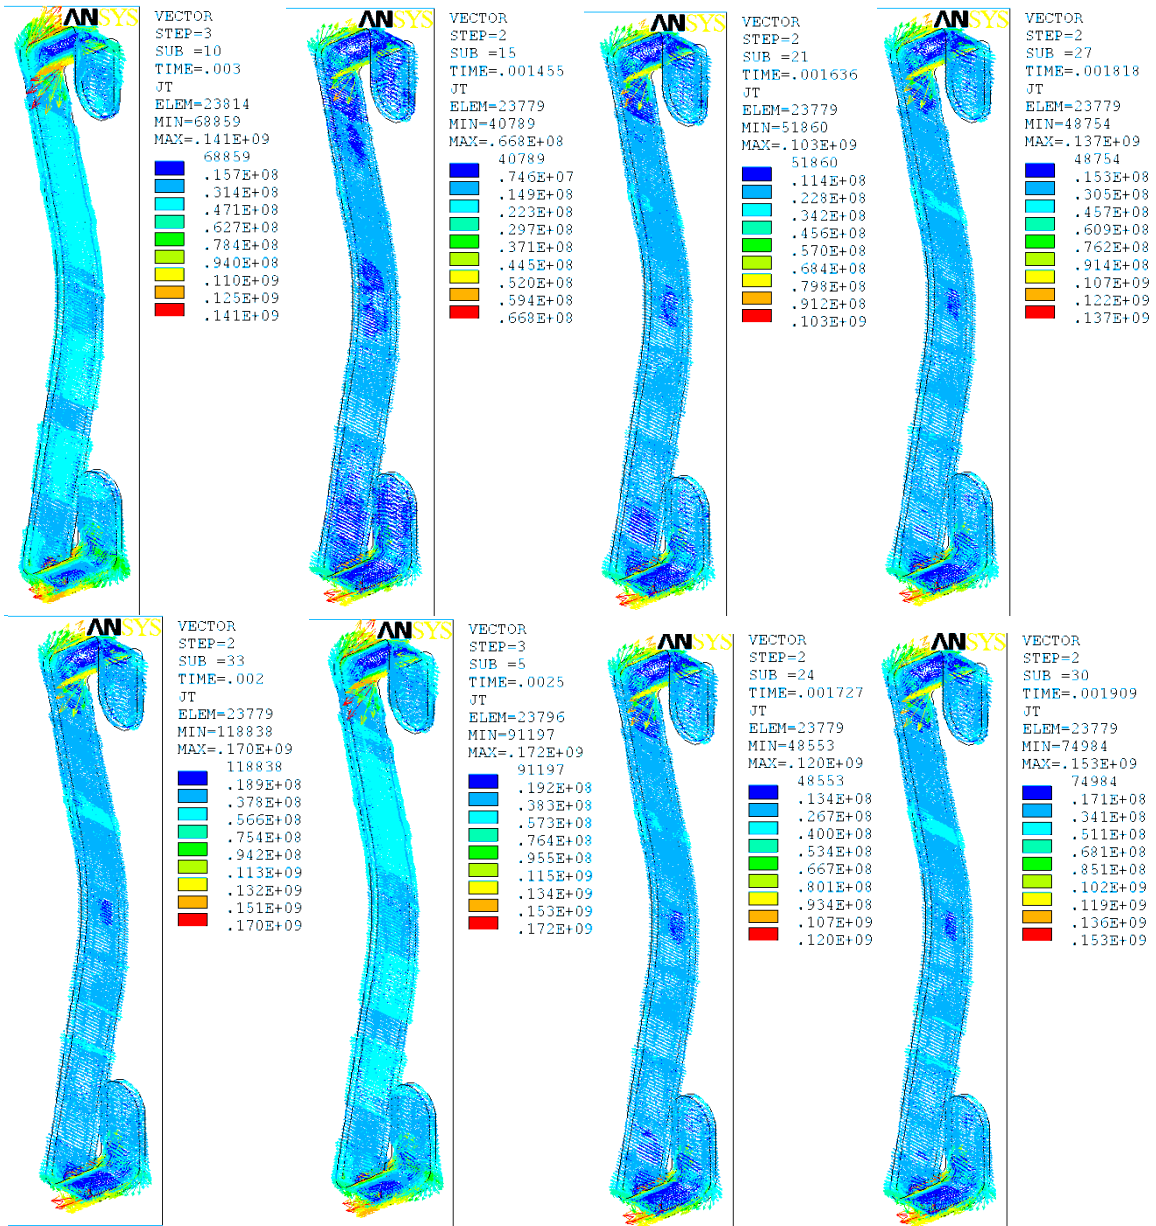 ANSYS
VECTOR
STEP=3
SUB =10
TIME=.003
JT
ELEM=23814
MIN=68859
MAX=.141E+09
68859
.157E+08
.314E+08
.471E+08
.627E+08
.784E+08
.940E+08
.110E+09
.125E+09
.141E+09
ANSYS
VECTOR
STEP=2
SUB =15
TIME=.001455
JT
ELEM=23779
MIN=40789
MAX=.668E+08
40789
.746E+07
.149E+08
.223E+08
.297E+08
.371E+08
.445E+08
.520E+08
.594E+08
.668E+08
ANSYS
VECTOR
STEP=2
SUB =21
TIME=.001636
JT
ELEM=23779
MIN=51860
MAX=.103E+09
51860
.114E+08
.228E+08
.342E+08
.456E+08
.570E+08
.684E+08
.798E+08
.912E+08
.103E+09
ANSYS
VECTOR
STEP=2
SUB =27
TIME=.001818
JT
ELEM=23779
MIN=48754
MAX=.137E+09
48754
.153E+08
.305E+08
.457E+08
.609E+08
.762E+08
.914E+08
.107E+09
.122E+09
.137E+09
ANSYS
VECTOR
STEP=2
SUB =33
TIME=.002
JT
ELEM=23779
MIN=118838
MAX=.170E+09
118838
.189E+08
.378E+08
.566E+08
.754E+08
.942E+08
.113E+09
.132E+09
.151E+09
.170E+09
ANSYS
VECTOR
STEP=3
SUB =5
TIME=.0025
JT
ELEM=23796
MIN=91197
MAX=.172E+09
91197
.192E+08
.383E+08
.573E+08
.764E+08
.955E+08
.115E+09
.134E+09
.153E+09
.172E+09
ANSYS
VECTOR
STEP=2
SUB =24
TIME=.001727
JT
ELEM=23779
MIN=48553
MAX=.120E+09
48553
.134E+08
.267E+08
.400E+08
.534E+08
.667E+08
.801E+08
.934E+08
.107E+09
.120E+09
ANSYS
VECTOR
STEP=2
SUB =30
TIME=.001909
JT
ELEM=23779
MIN=74984
MAX=.153E+09
74984
.171E+08
.341E+08
.511E+08
.681E+08
.851E+08
.102E+09
.119E+09
.136E+09
.153E+09